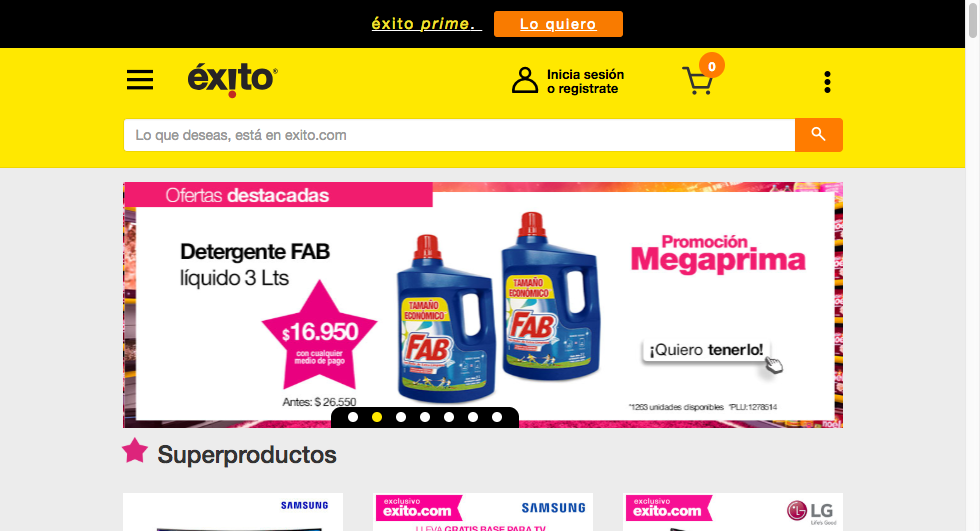 éxito prime. Lo quiero
éxito®
Inicia sesión
o registrate
0
Lo que deseas, está en exito.com
Ofertas destacadas
Detergente FAB
líquido 3 Lts
$16.950
con cualquier
medio de pago
Antes: $ 26.550
TAMAÑO
ECONÓMICO
FAB
TAMAÑO
ECONÓMICO
FAB
Promoción
Megaprima
¡Quiero tenerlo!
*1263 unidades disponibles *PLU:1278514
Superproductos
SAMSUNG
exclusivo
exito.com
SAMSUNG
LLEVA GRATIS BASE PARA TV
exclusivo
exito.com
LG
Life's Good